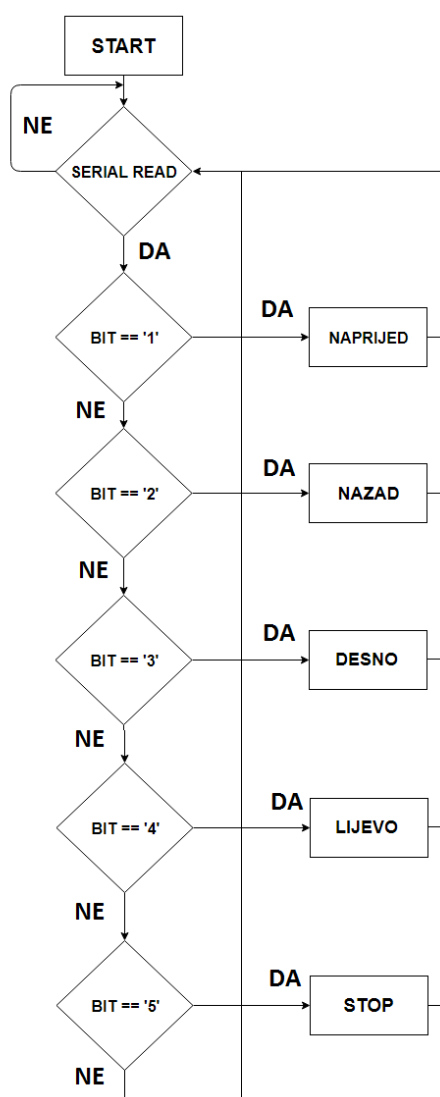 START
NE
SERIAL READ
DA
BIT == '1'
DA
NAPRIJED
NE
BIT == '2'
DA
NAZAD
NE
BIT == '3'
DA
DESNO
NE
BIT == '4'
DA
LIJEVO
NE
BIT == '5'
DA
STOP
NE